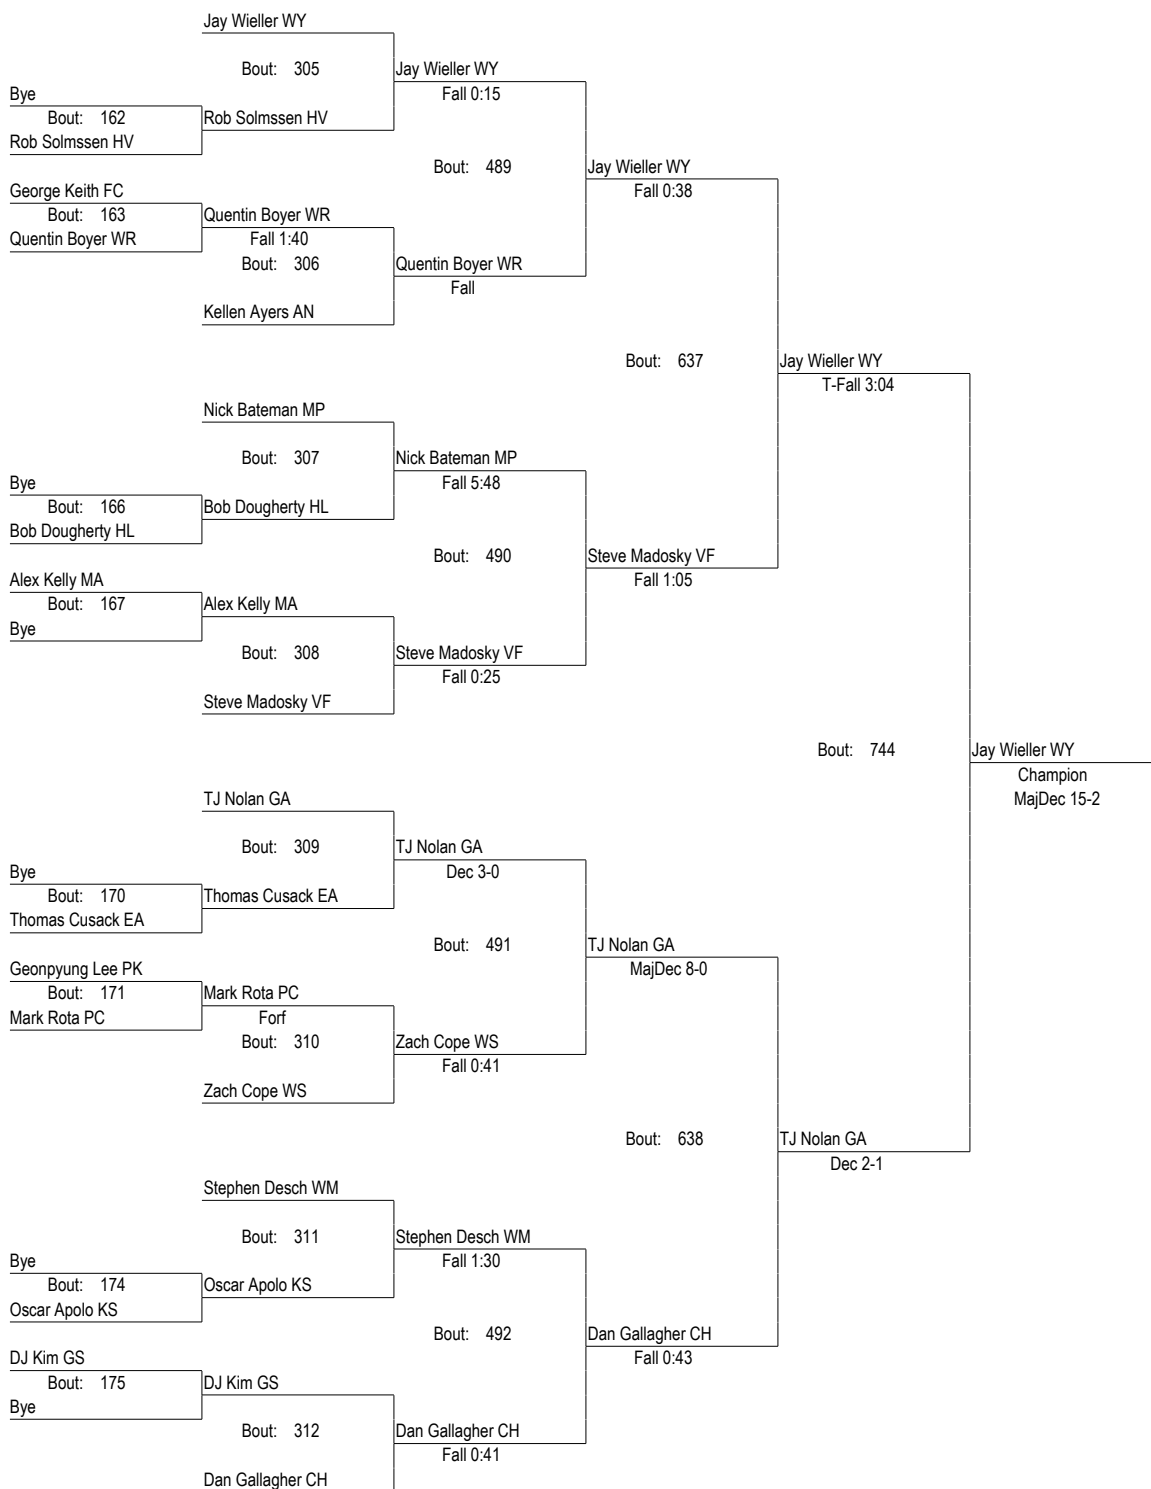 Jay Wieller WY
Bout: 305
Jay Wieller WY
Bye
Fall 0:15
Bout: 162
Rob Solmssen HV
Rob Solmssen HV
Bout: 489
Jay Wieller WY
George Keith FC
Fall 0:38
Bout: 163
Quentin Boyer WR
Quentin Boyer WR
Fall 1:40
Bout: 306
Quentin Boyer WR
Fall
Kellen Ayers AN
Bout: 637
Jay Wieller WY
T-Fall 3:04
Nick Bateman MP
Bout: 307
Nick Bateman MP
Bye
Fall 5:48
Bout: 166
Bob Dougherty HL
Bob Dougherty HL
Bout: 490
Steve Madosky VF
Alex Kelly MA
Fall 1:05
Bout: 167
Alex Kelly MA
Bye
Bout: 308
Steve Madosky VF
Fall 0:25
Steve Madosky VF
Bout: 744
Jay Wieller WY
Champion
MajDec 15-2
TJ Nolan GA
Bout: 309
TJ Nolan GA
Bye
Dec 3-0
Bout: 170
Thomas Cusack EA
Thomas Cusack EA
Bout: 491
TJ Nolan GA
Geonpyung Lee PK
MajDec 8-0
Bout: 171
Mark Rota PC
Mark Rota PC
Forf
Bout: 310
Zach Cope WS
Fall 0:41
Zach Cope WS
Bout: 638
TJ Nolan GA
Dec 2-1
Stephen Desch WM
Bout: 311
Stephen Desch WM
Bye
Fall 1:30
Bout: 174
Oscar Apolo KS
Oscar Apolo KS
Bout: 492
Dan Gallagher CH
DJ Kim GS
Fall 0:43
Bout: 175
DJ Kim GS
Bye
Bout: 312
Dan Gallagher CH
Fall 0:41
Dan Gallagher CH